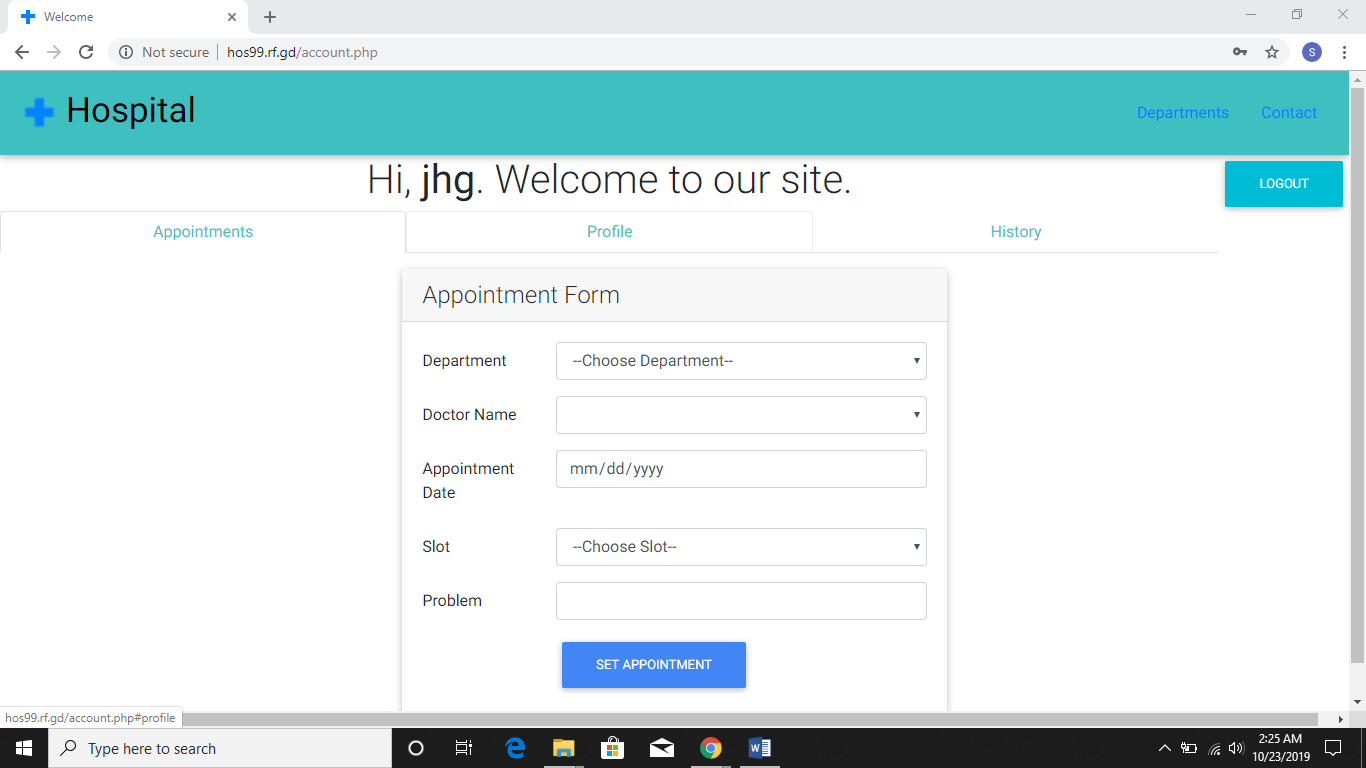 Welcome
Not secure | hos99.rf.gd/account.php
S
Hospital
Departments
Contact
Hi, jhg. Welcome to our site.
LOGOUT
Appointments
Profile
History
Appointment Form
Department
--Choose Department--
Doctor Name
Appointment
Date
mm/dd/yyyy
Slot
--Choose Slot--
Problem
SET APPOINTMENT
hos99.rf.gd/account.php#profile
Type here to search
2:25 AM
10/23/2019